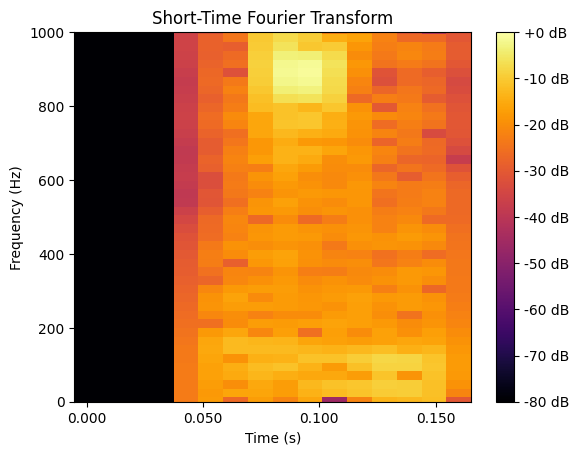 Short-Time Fourier Transform
1000
800
600
400
200
0
Frequency (Hz)
0.000
0.050
0.100
0.150
Time (s)
+0 dB
-10 dB
-20 dB
-30 dB
-40 dB
-50 dB
-60 dB
-70 dB
-80 dB